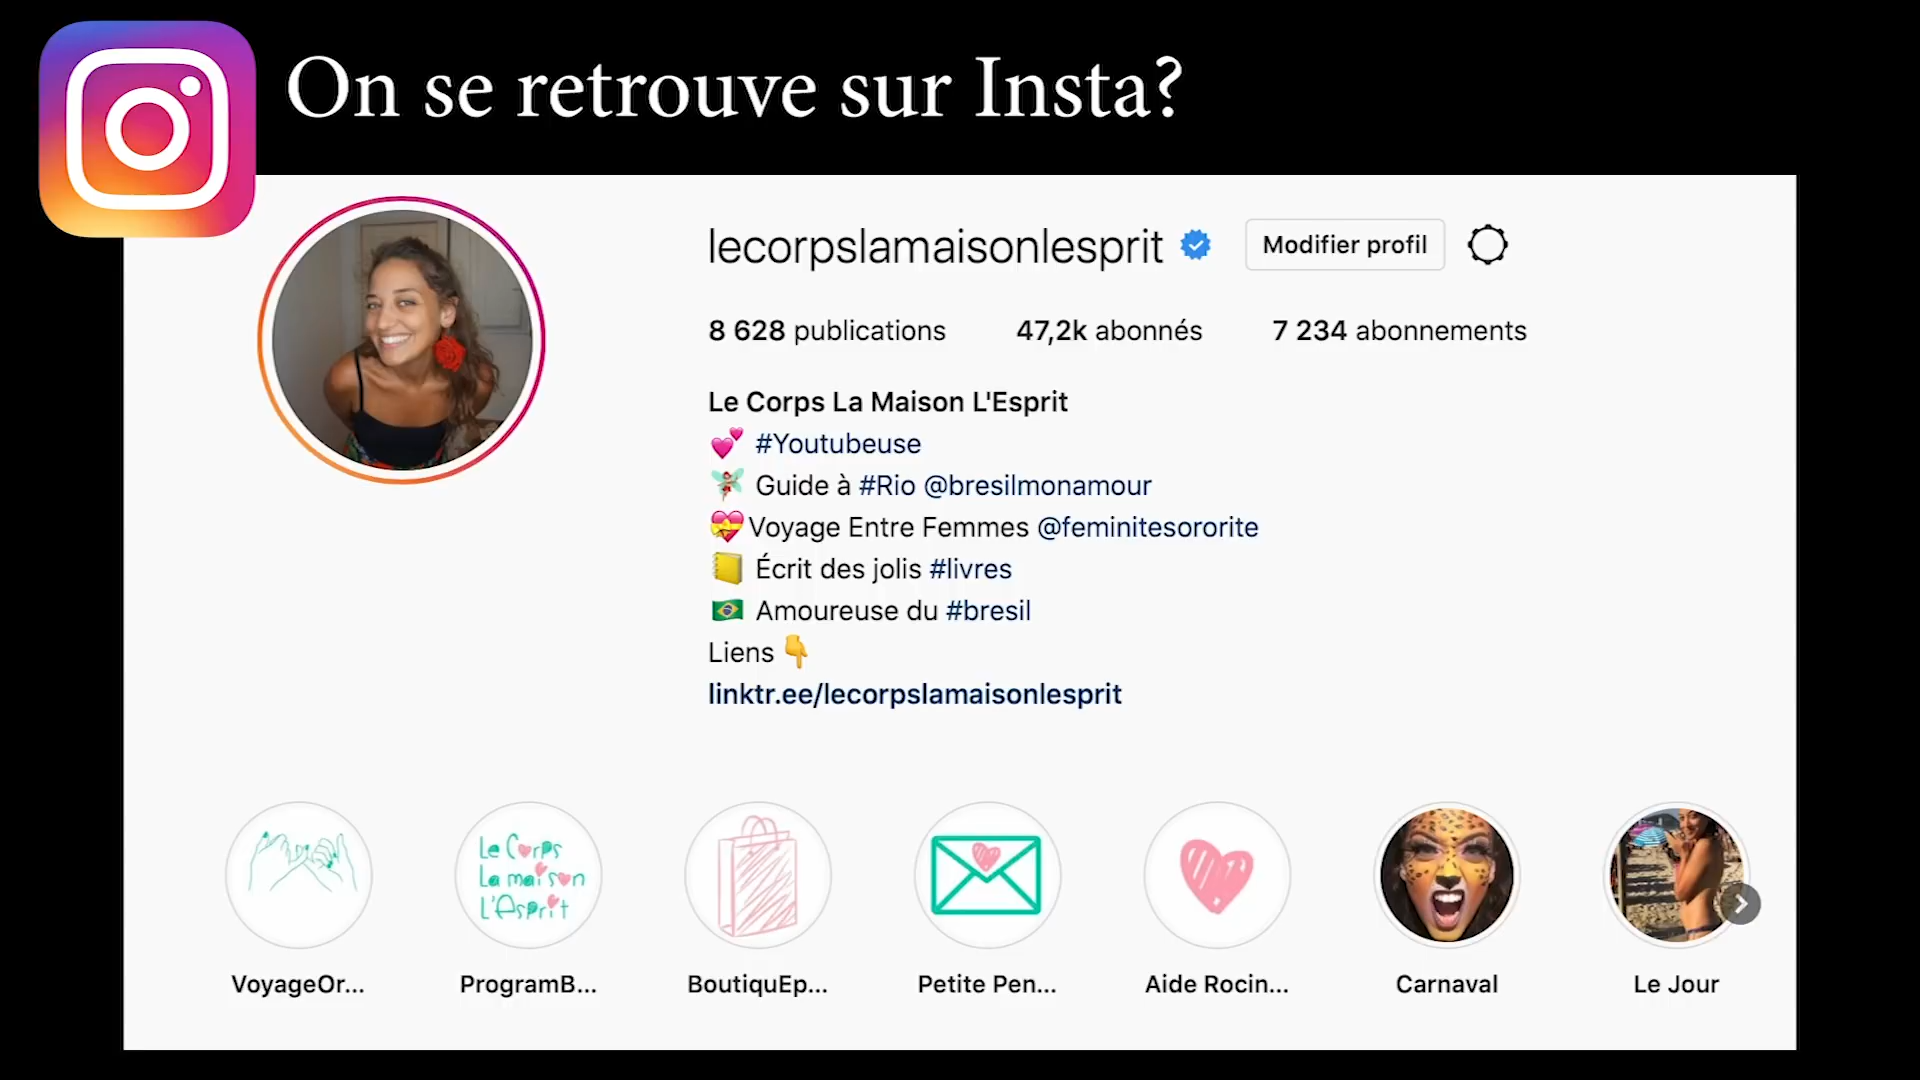 On se retrouve sur Insta?
lecorpslamaisonlesprit
Modifier profil
8 628 publications
47,2k abonnés
7 234 abonnements
Le Corps La Maison L'Esprit
💕 #Youtubeuse
🧚 Guide à #Rio @bresilmonamour
💝Voyage Entre Femmes @feminitesororite
📒 Écrit des jolis #livres
🇧🇷 Amoureuse du #bresil
Liens 👇
linktr.ee/lecorpslamaisonlesprit
Le Corps
La maison
L'Esprit
VoyageOr...
ProgramB...
BoutiquEp...
Petite Pen...
Aide Rocin...
Carnaval
Le Jour